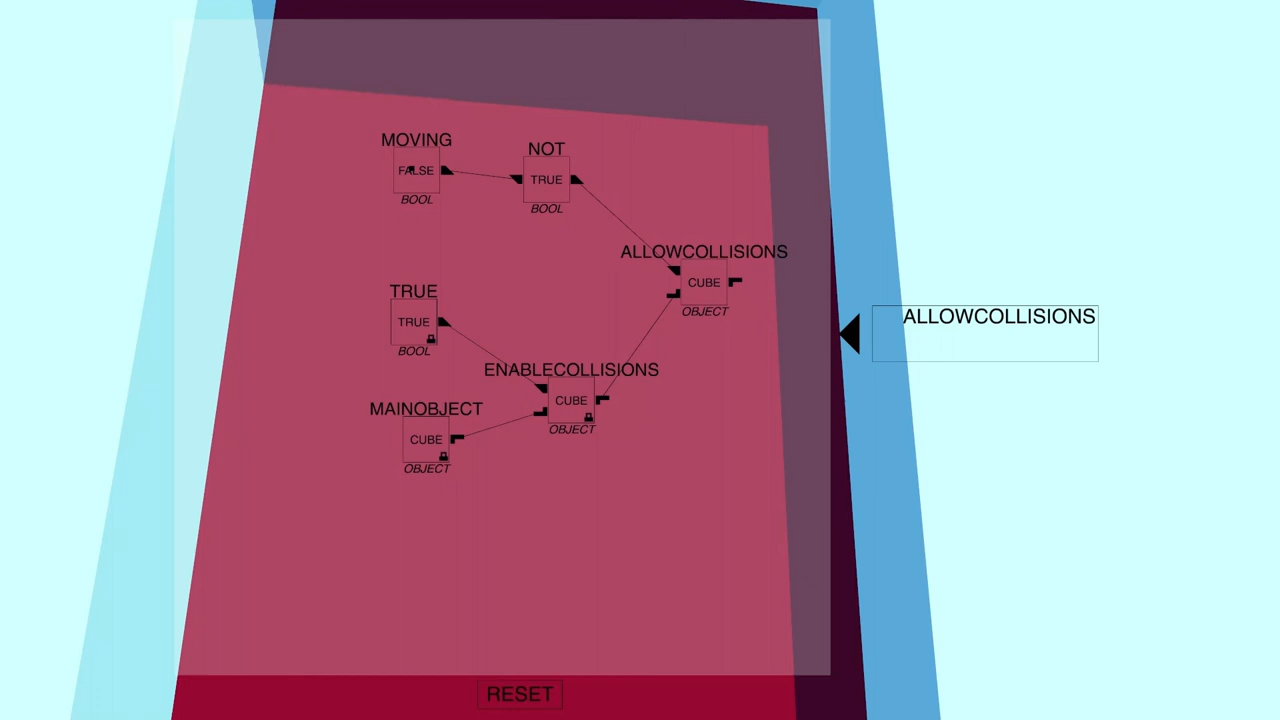 MOVING
FALSE
BOOL
NOT
TRUE
BOOL
ALLOWCOLLISIONS
CUBE
OBJECT
TRUE
TRUE
BOOL
ENABLECOLLISIONS
CUBE
OBJECT
MAINOBJECT
CUBE
OBJECT
ALLOWCOLLISIONS
RESET